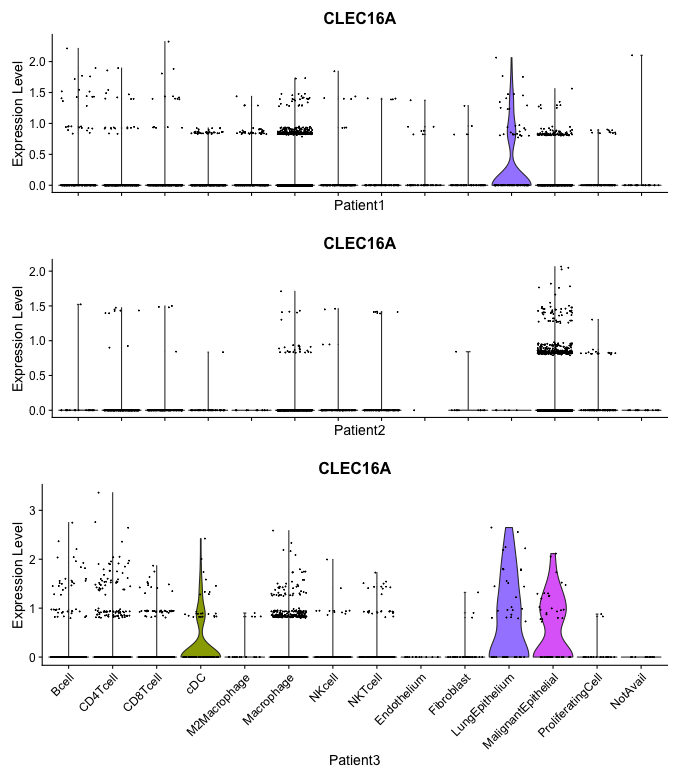 CLEC16A
Expression Level
2.0
1.5
1.0
0.5
0.0
Patient1
CLEC16A
Expression Level
2.0
1.5
1.0
0.5
0.0
Patient2
CLEC16A
Expression Level
3
2
1
0
Bcell
CD4Tcell
CD8Tcell
cDC
M2Macrophage
Macrophage
NKcell
NKTcell
Endothelium
Fibroblast
LungEpithelium
MalignantEpithelial
ProliferatingCell
NotAvail
Patient3